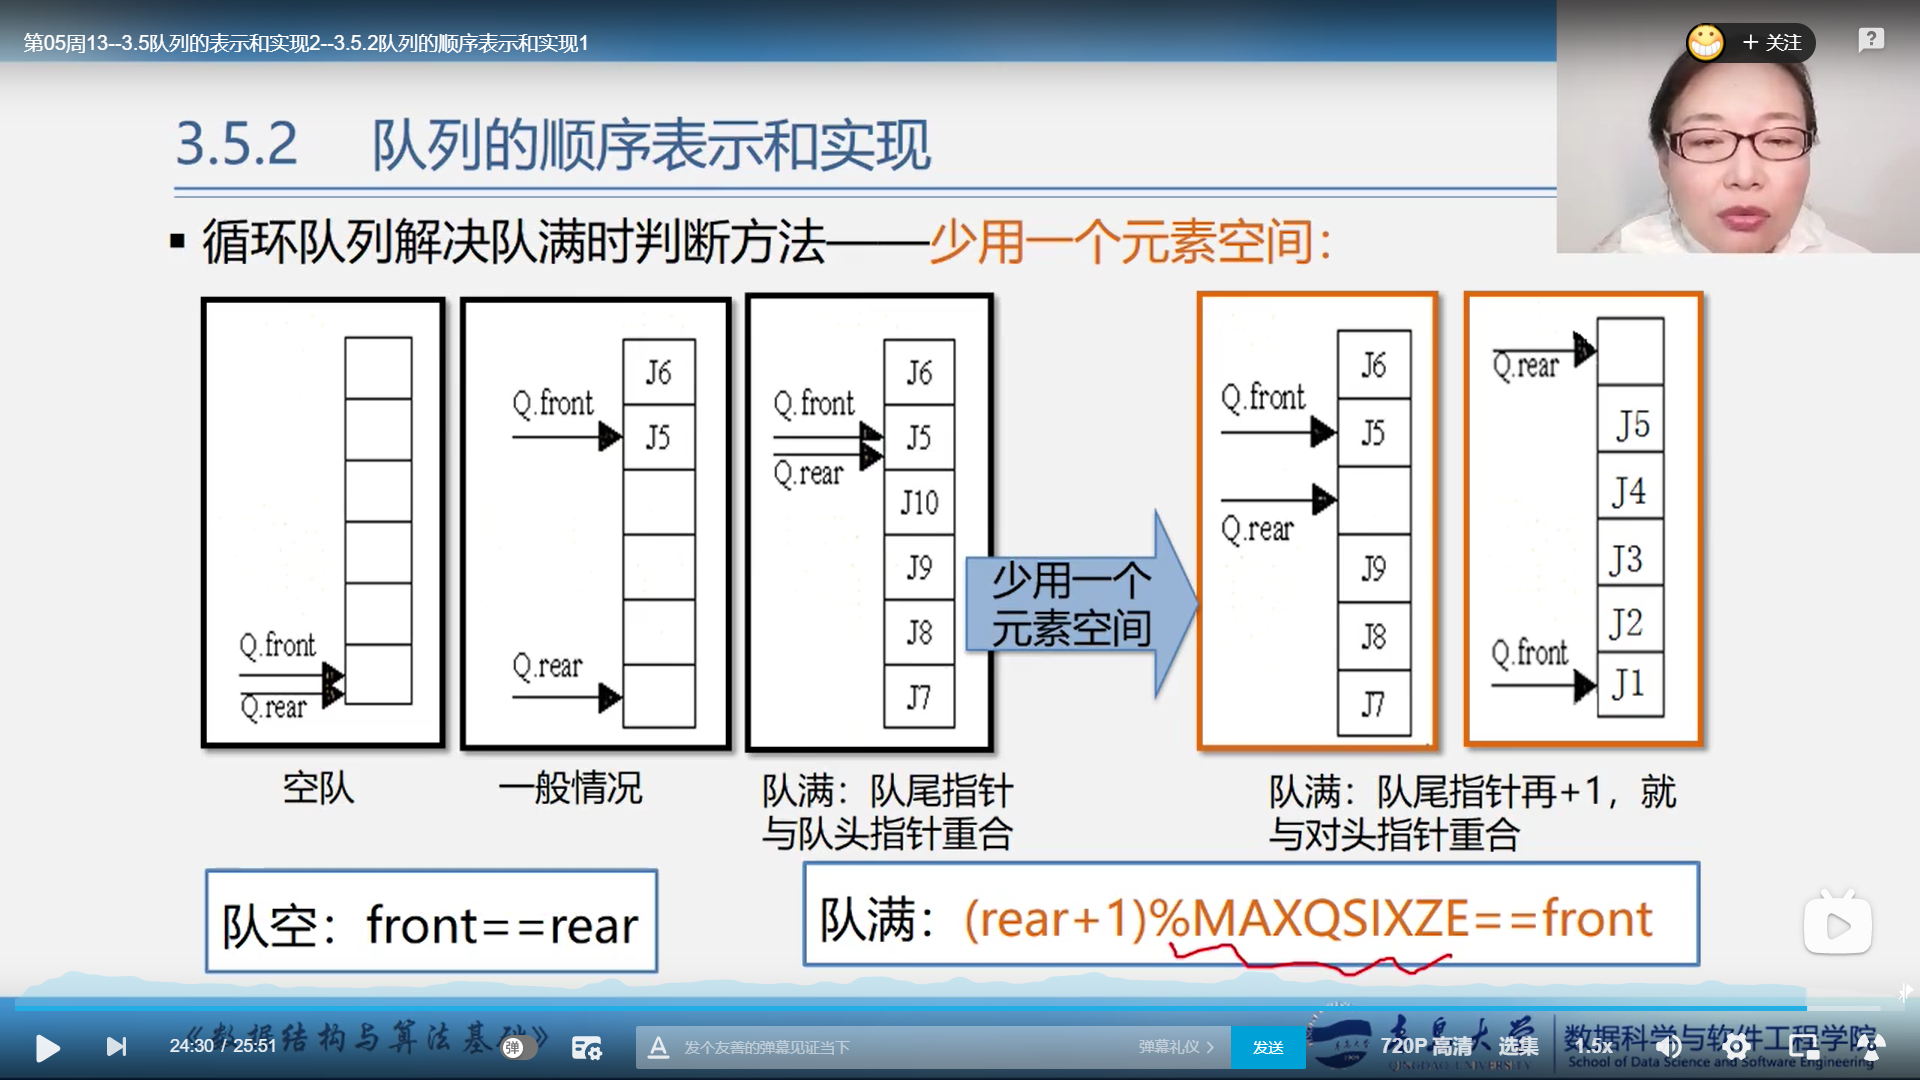 第05周13--3.5队列的表示和实现2--3.5.2队列的顺序表示和实现1
+ 关注
3.5.2 队列的顺序表示和实现
▪ 循环队列解决队满时判断方法——少用一个元素空间：
Q.front
Q.rear
空队
J6
Q.front
J5
Q.rear
一般情况
J6
Q.front
J5
Q.rear
J10
J9
J8
J7
队满：队尾指针
与队头指针重合
少用一个
元素空间
J6
Q.front
J5
Q.rear
J9
J8
J7
Q.rear
J5
J4
J3
J2
Q.front
J1
队满：队尾指针再+1，就
与对头指针重合
队空：front==rear
队满：(rear+1)%MAXQSIXZE==front
《数据结构与算法基础》
24:30 / 25:51
弹
发个友善的弹幕见证当下
弹幕礼仪 >
发送
青岛大学
QINGDAO UNIVERSITY
720P 高清
选集
1.5x
数据科学与软件工程学院
School of Data Science and Software Engineering